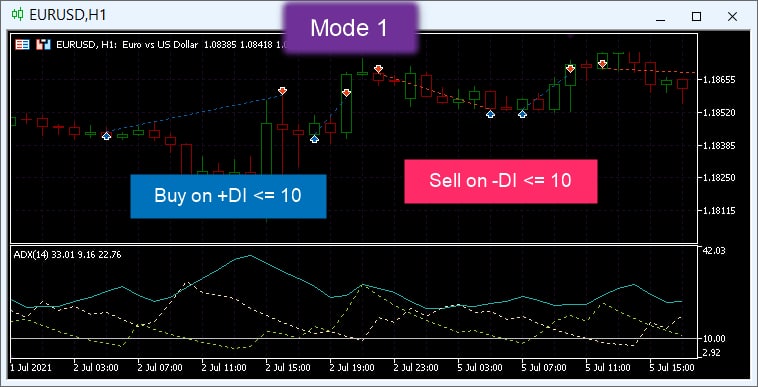 EURUSD,H1
Mode 1
EURUSD, H1: Euro vs US Dollar 1.08385 1.08418 1.0
1.18655
1.18520
1.18385
1.18250
1.18115
Buy on +DI <= 10
Sell on -DI <= 10
ADX(14) 33.01 9.16 22.76
42.03
10.00
2.92
1 Jul 2021
2 Jul 03:00
2 Jul 07:00
2 Jul 11:00
2 Jul 15:00
2 Jul 19:00
2 Jul 23:00
5 Jul 03:00
5 Jul 07:00
5 Jul 11:00
5 Jul 15:00